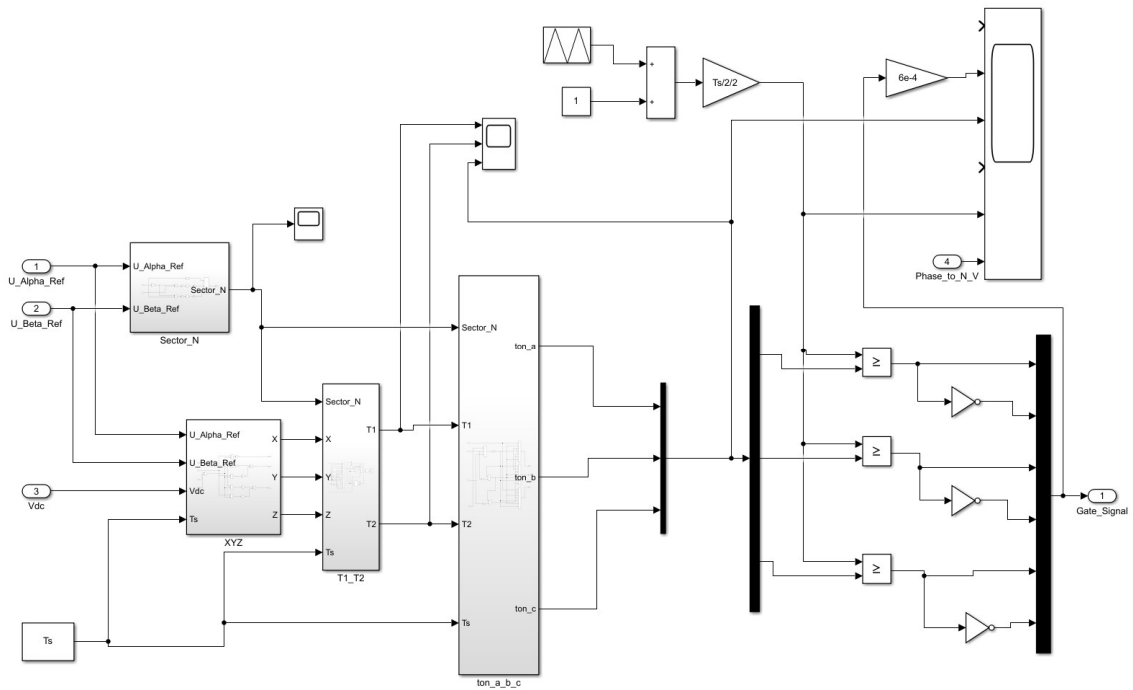 +
+
1
Ts/2/2
6e-4
4
Phase_to_N_V
1
U_Alpha_Ref
2
U_Beta_Ref
U_Alpha_Ref
U_Beta_Ref
Sector_N
Sector_N
Sector_N
ton_a
T1
ton_b
T2
ton_c
Ts
ton_a_b_c
Sector_N
X
Y
Z
Ts
T1
T2
T1_T2
U_Alpha_Ref
U_Beta_Ref
Vdc
Ts
X
Y
Z
XYZ
3
Vdc
Ts
≥
≥
≥
1
Gate_Signal